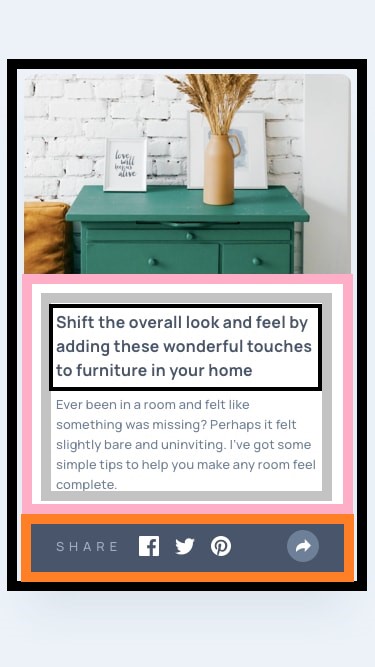 love
will
keep us
alive
Shift the overall look and feel by
adding these wonderful touches
to furniture in your home
Ever been in a room and felt like
something was missing? Perhaps it felt
slightly bare and uninviting. I’ve got some
simple tips to help you make any room feel
complete.
SHARE